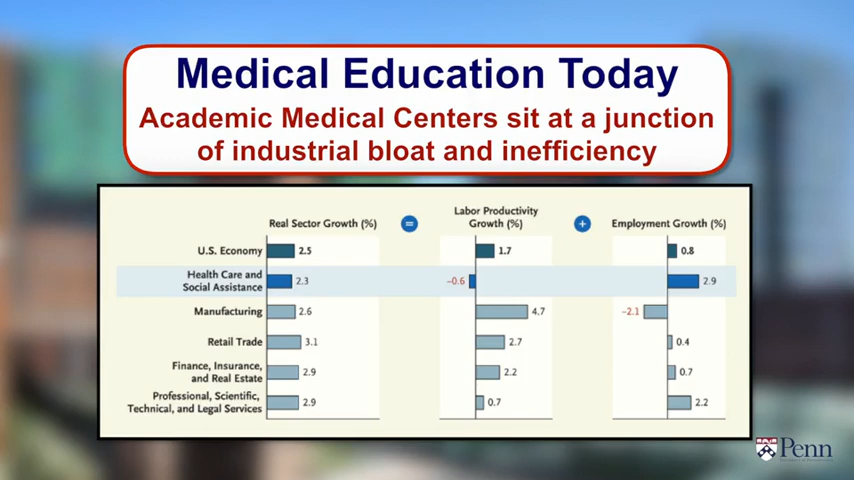 Medical Education Today
Academic Medical Centers sit at a junction
of industrial bloat and inefficiency
Real Sector Growth (%)
=
Labor Productivity
Growth (%)
+
Employment Growth (%)
U.S. Economy 2.5 1.7 0.8
Health Care and
Social Assistance 2.3 −0.6 2.9
Manufacturing 2.6 4.7 −2.1
Retail Trade 3.1 2.7 0.4
Finance, Insurance,
and Real Estate 2.9 2.2 0.7
Professional, Scientific,
Technical, and Legal Services 2.9 0.7 2.2
Penn